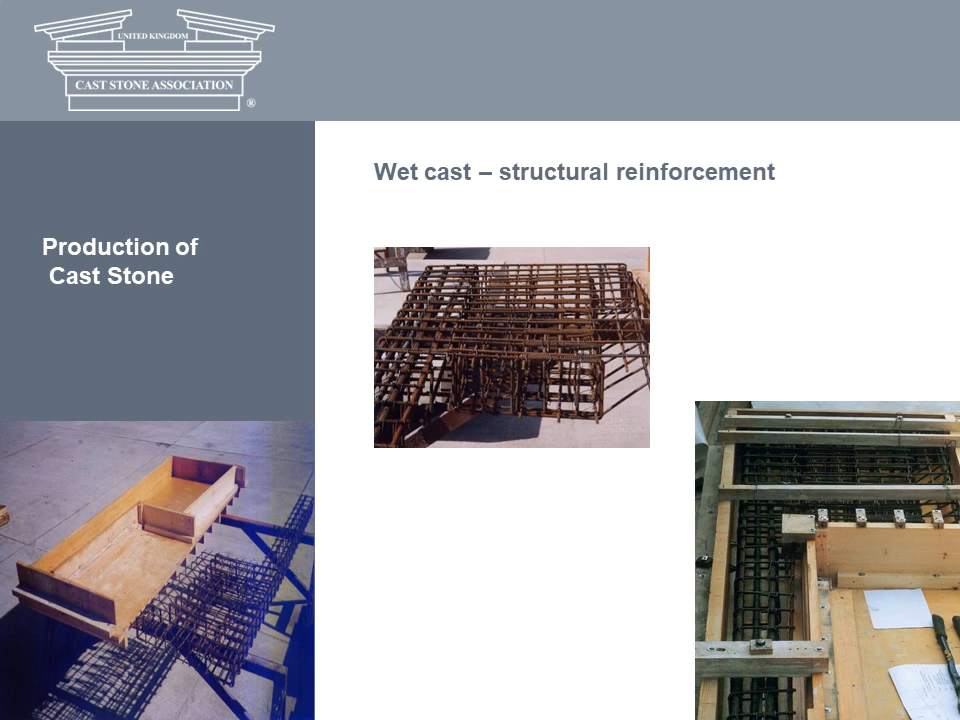 UNITED KINGDOM
CAST STONE ASSOCIATION
®
Wet cast – structural reinforcement
Production of
Cast Stone